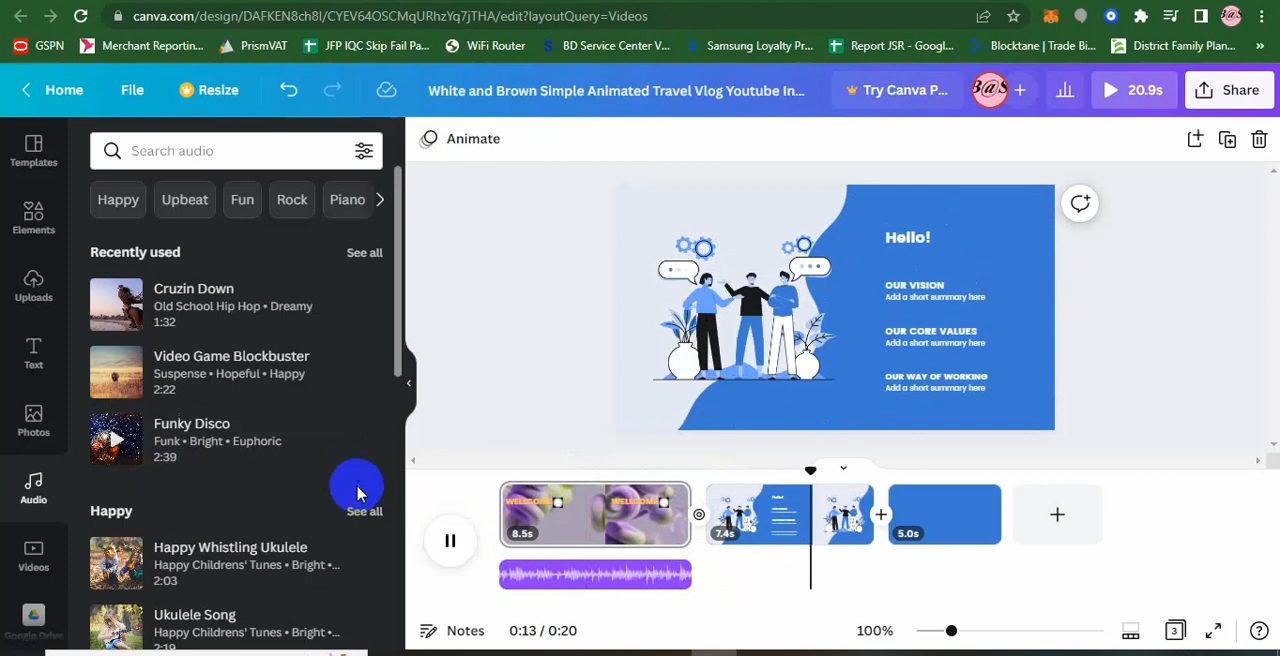 canva.com/design/DAFKEN8ch8I/CYEV64OSCMqURhzYq7jTHA/edit?layoutQuery=Videos
GSPN Merchant Reportin... PrismVAT JFP IQC Skip Fail Pa... WiFi Router BD Service Center V... Samsung Loyalty Pr... Report JSR - Googl... Blocktane | Trade Bi... District Family Plan... »
Home File Resize White and Brown Simple Animated Travel Vlog Youtube In... Try Canva P... B@S + 20.9s Share
Templates
Elements
Uploads
Text
Photos
Audio
Videos
Google Drive
Search audio
Happy Upbeat Fun Rock Piano
Recently used See all
Cruzin Down
Old School Hip Hop • Dreamy
1:32
Video Game Blockbuster
Suspense • Hopeful • Happy
2:22
Funky Disco
Funk • Bright • Euphoric
2:39
Happy See all
Happy Whistling Ukulele
Happy Childrens' Tunes • Bright •...
2:03
Ukulele Song
Happy Childrens' Tunes • Bright •...
2:19
Animate
Hello!
OUR VISION
Add a short summary here
OUR CORE VALUES
Add a short summary here
OUR WAY OF WORKING
Add a short summary here
8.5s
7.4s
5.0s
Notes 0:13 / 0:20 100% 3